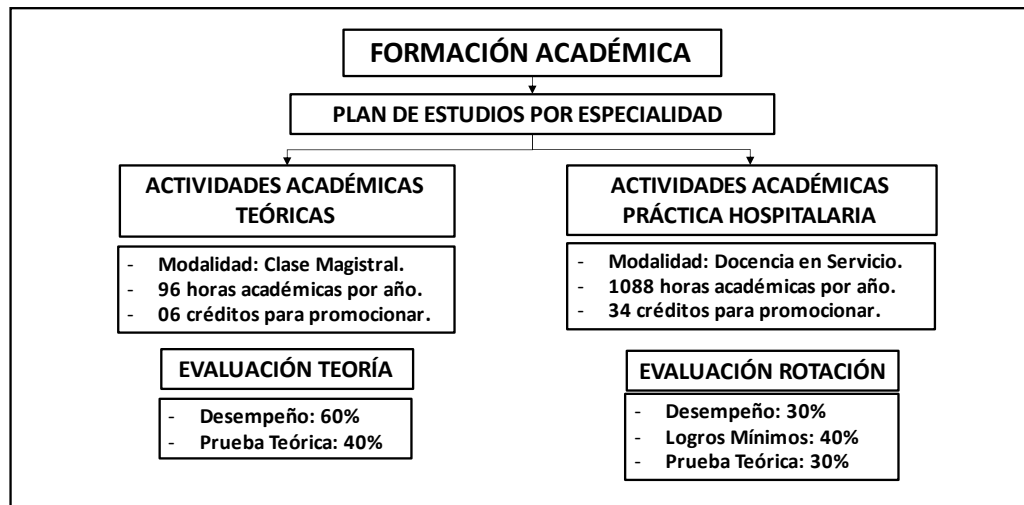 FORMACIÓN ACADÉMICA
PLAN DE ESTUDIOS POR ESPECIALIDAD
ACTIVIDADES ACADÉMICAS
TEÓRICAS
- Modalidad: Clase Magistral.
- 96 horas académicas por año.
- 06 créditos para promocionar.
EVALUACIÓN TEORÍA
- Desempeño: 60%
- Prueba Teórica: 40%
ACTIVIDADES ACADÉMICAS
PRÁCTICA HOSPITALARIA
- Modalidad: Docencia en Servicio.
- 1088 horas académicas por año.
- 34 créditos para promocionar.
EVALUACIÓN ROTACIÓN
- Desempeño: 30%
- Logros Mínimos: 40%
- Prueba Teórica: 30%